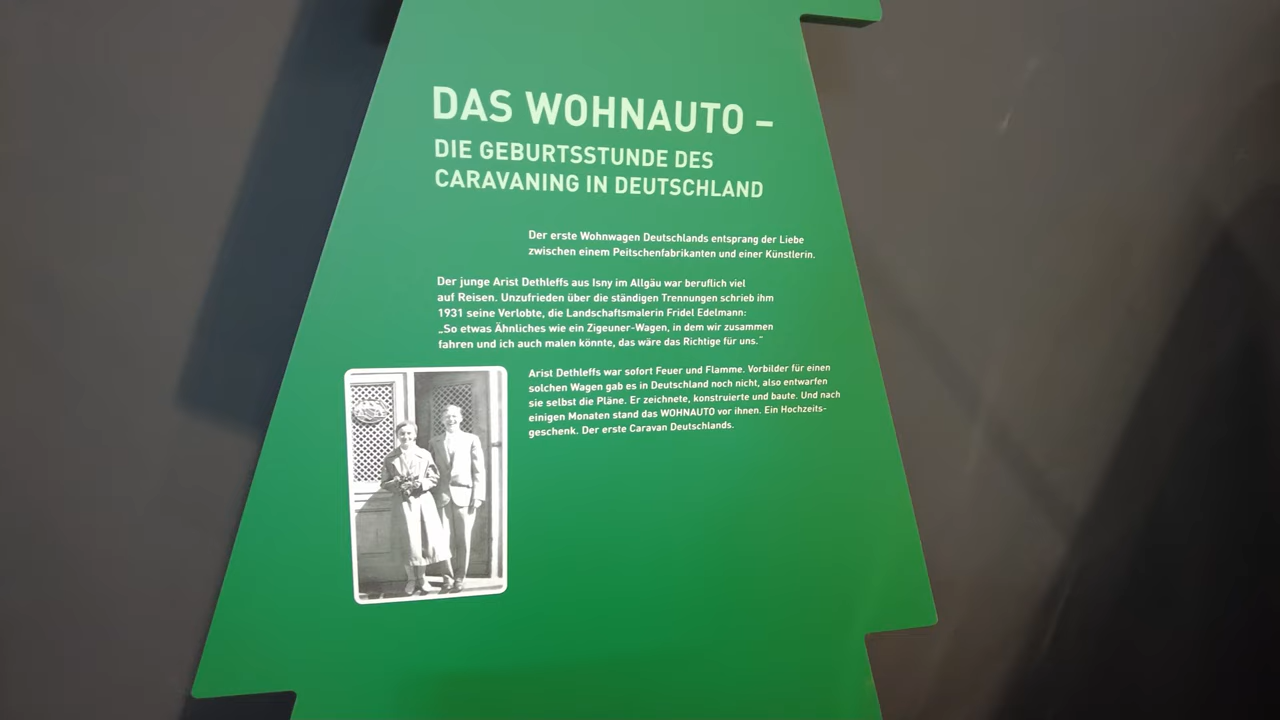 DAS WOHNAUTO –
DIE GEBURTSSTUNDE DES
CARAVANING IN DEUTSCHLAND
Der erste Wohnwagen Deutschlands entsprang der Liebe
zwischen einem Peitschenfabrikanten und einer Künstlerin.
Der junge Arist Dethleffs aus Isny im Allgäu war beruflich viel
auf Reisen. Unzufrieden über die ständigen Trennungen schrieb ihm
1931 seine Verlobte, die Landschaftsmalerin Fridel Edelmann:
„So etwas Ähnliches wie ein Zigeuner-Wagen, in dem wir zusammen
fahren und ich auch malen könnte, das wäre das Richtige für uns.“
Arist Dethleffs war sofort Feuer und Flamme. Vorbilder für einen
solchen Wagen gab es in Deutschland noch nicht, also entwarfen
sie selbst die Pläne. Er zeichnete, konstruierte und baute. Und nach
einigen Monaten stand das WOHNAUTO vor ihnen. Ein Hochzeits-
geschenk. Der erste Caravan Deutschlands.